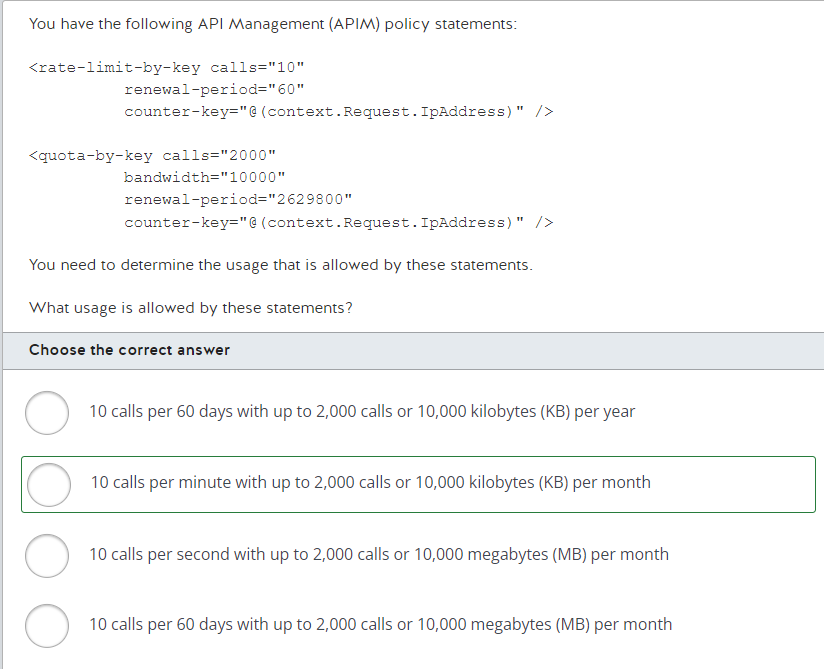 You have the following API Management (APIM) policy statements:
<rate-limit-by-key calls="10"
renewal-period="60"
counter-key="@(context.Request.IpAddress)" />
<quota-by-key calls="2000"
bandwidth="10000"
renewal-period="2629800"
counter-key="@(context.Request.IpAddress)" />
You need to determine the usage that is allowed by these statements.
What usage is allowed by these statements?
Choose the correct answer
10 calls per 60 days with up to 2,000 calls or 10,000 kilobytes (KB) per year
10 calls per minute with up to 2,000 calls or 10,000 kilobytes (KB) per month
10 calls per second with up to 2,000 calls or 10,000 megabytes (MB) per month
10 calls per 60 days with up to 2,000 calls or 10,000 megabytes (MB) per month